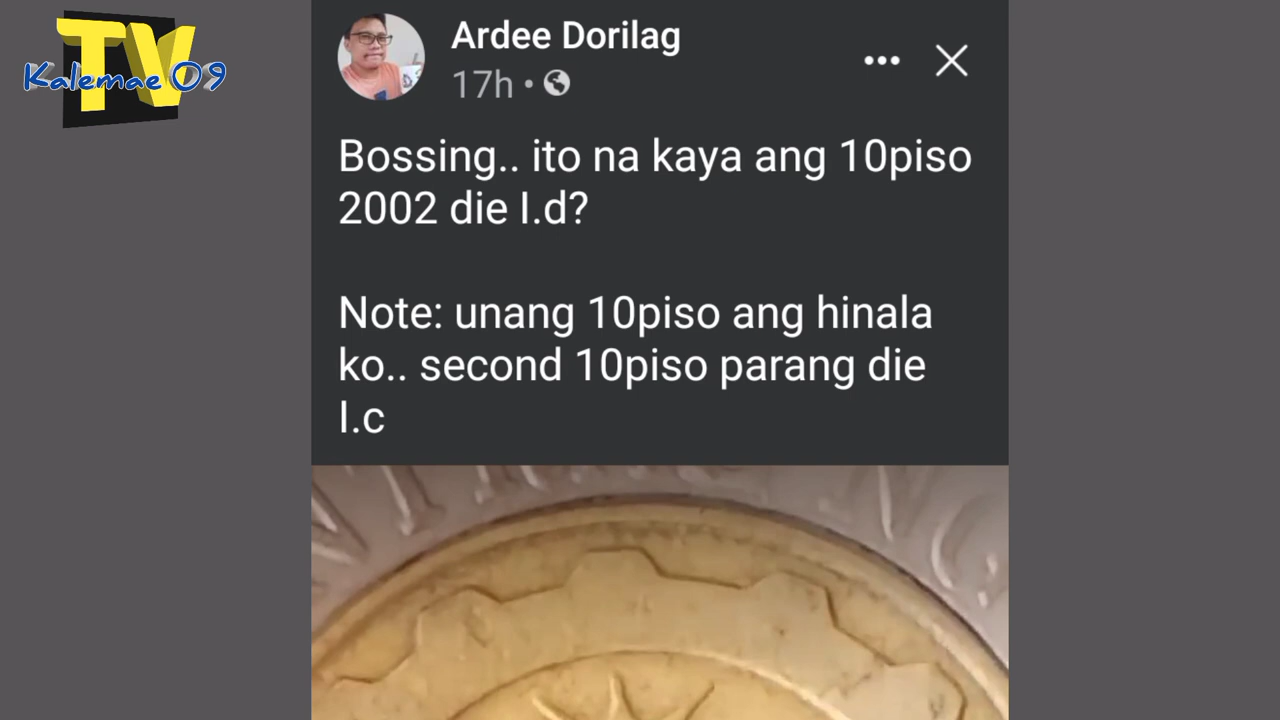 TV
Kalemae 09
Ardee Dorilag
17h •
Bossing.. ito na kaya ang 10piso
2002 die I.d?
Note: unang 10piso ang hinala
ko.. second 10piso parang die
I.c